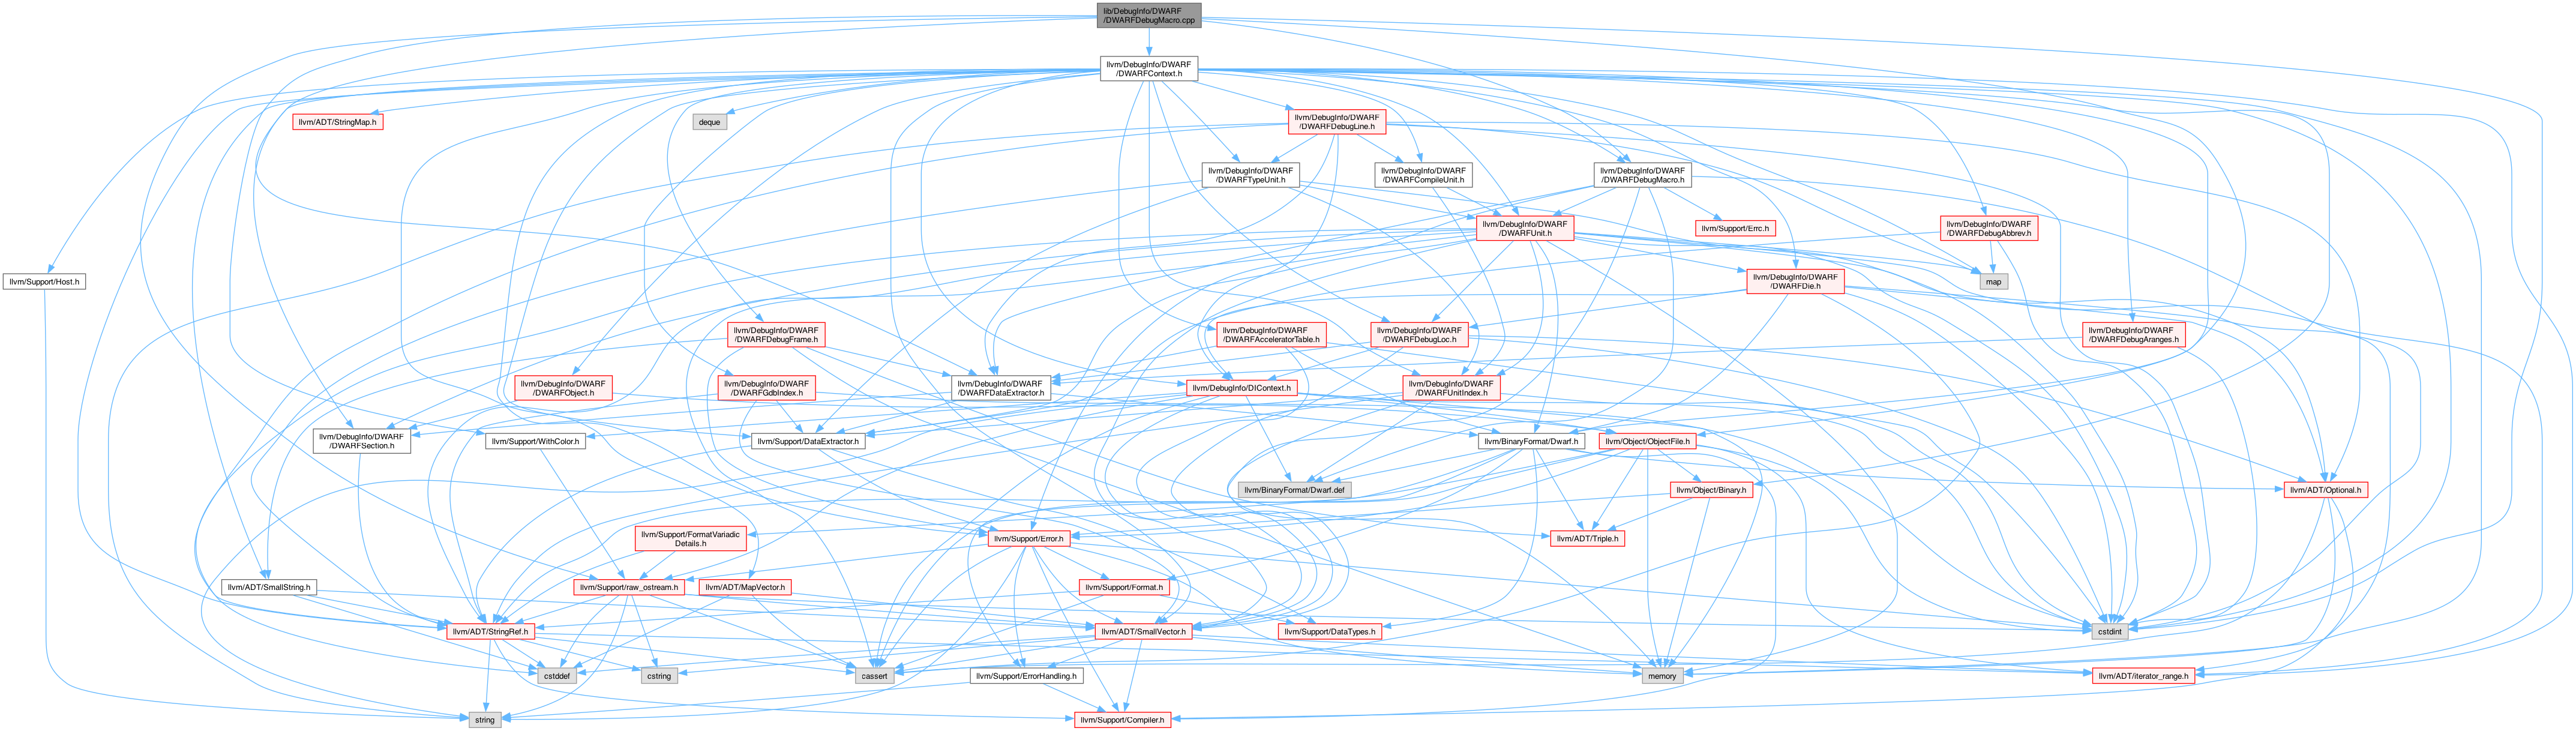 lib/DebugInfo/DWARF
/DWARFDebugMacro.cpp
llvm/DebugInfo/DWARF
/DWARFContext.h
llvm/ADT/StringMap.h
deque
llvm/DebugInfo/DWARF
/DWARFDebugLine.h
llvm/DebugInfo/DWARF
/DWARFTypeUnit.h
llvm/DebugInfo/DWARF
/DWARFCompileUnit.h
llvm/DebugInfo/DWARF
/DWARFDebugMacro.h
llvm/DebugInfo/DWARF
/DWARFUnit.h
llvm/Support/Errc.h
llvm/DebugInfo/DWARF
/DWARFDebugAbbrev.h
llvm/Support/Host.h
llvm/DebugInfo/DWARF
/DWARFDie.h
map
llvm/DebugInfo/DWARF
/DWARFDebugFrame.h
llvm/DebugInfo/DWARF
/DWARFAcceleratorTable.h
llvm/DebugInfo/DWARF
/DWARFDebugLoc.h
llvm/DebugInfo/DWARF
/DWARFDebugAranges.h
llvm/DebugInfo/DWARF
/DWARFObject.h
llvm/DebugInfo/DWARF
/DWARFGdbIndex.h
llvm/DebugInfo/DWARF
/DWARFDataExtractor.h
llvm/DebugInfo/DIContext.h
llvm/DebugInfo/DWARF
/DWARFUnitIndex.h
llvm/DebugInfo/DWARF
/DWARFSection.h
llvm/Support/WithColor.h
llvm/Support/DataExtractor.h
llvm/BinaryFormat/Dwarf.h
llvm/Object/ObjectFile.h
llvm/BinaryFormat/Dwarf.def
llvm/Object/Binary.h
llvm/ADT/Optional.h
llvm/Support/FormatVariadic
Details.h
llvm/Support/Error.h
llvm/ADT/Triple.h
llvm/ADT/SmallString.h
llvm/Support/raw_ostream.h
llvm/ADT/MapVector.h
llvm/Support/Format.h
llvm/ADT/StringRef.h
llvm/ADT/SmallVector.h
llvm/Support/DataTypes.h
cstdint
cstddef
cstring
cassert
llvm/Support/ErrorHandling.h
memory
llvm/ADT/iterator_range.h
string
llvm/Support/Compiler.h